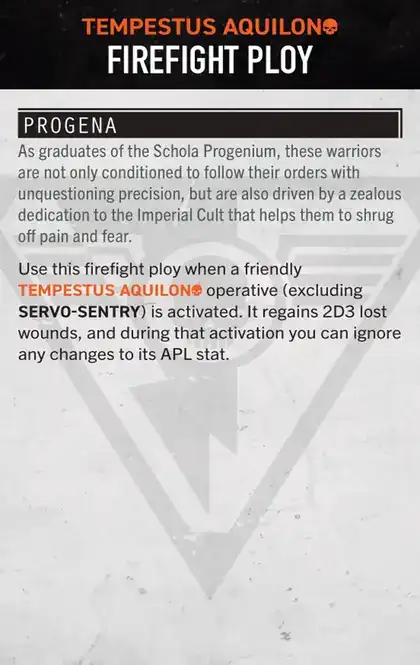 TEMPESTUS AQUILON
FIREFIGHT PLOY
PROGENA
As graduates of the Schola Progenium, these warriors
are not only conditioned to follow their orders with
unquestioning precision, but are also driven by a zealous
dedication to the Imperial Cult that helps them to shrug
off pain and fear.
Use this firefight ploy when a friendly
TEMPESTUS AQUILON operative (excluding
SERVO-SENTRY) is activated. It regains 2D3 lost
wounds, and during that activation you can ignore
any changes to its APL stat.